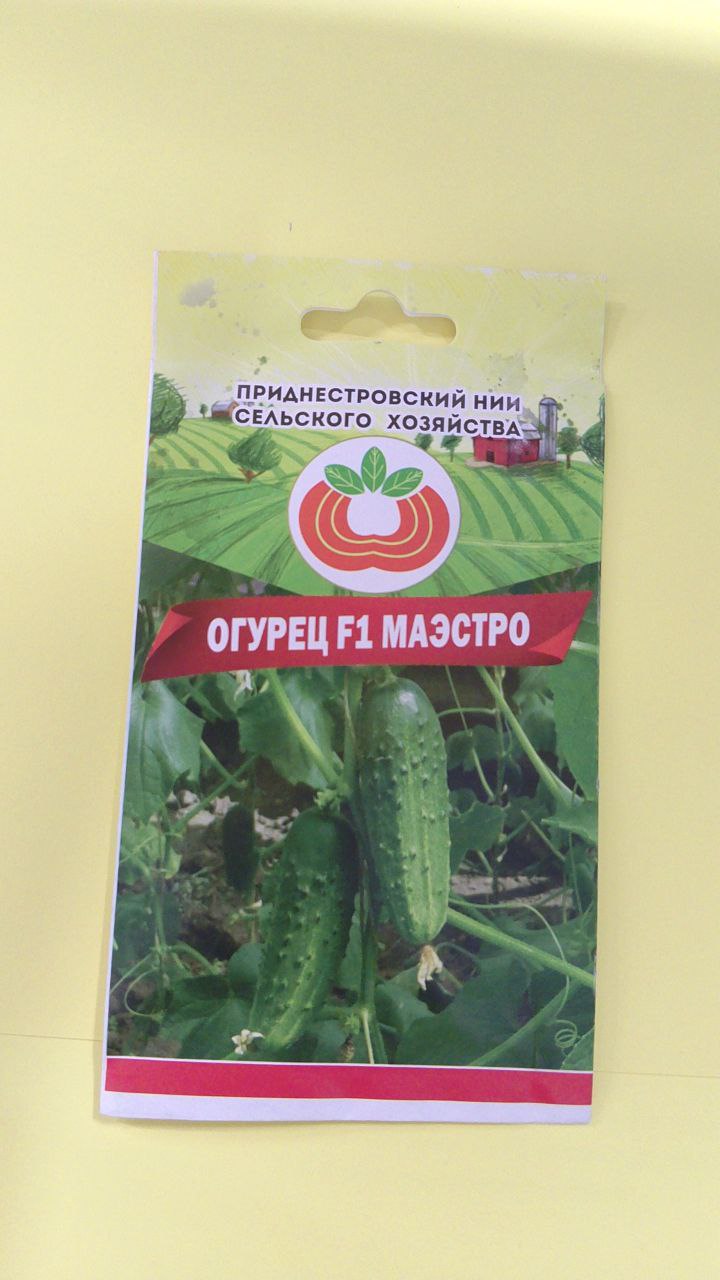 ПРИДНЕСТРОВСКИЙ НИИ
СЕЛЬСКОГО ХОЗЯЙСТВА
ОГУРЕЦ F1 МАЭСТРО